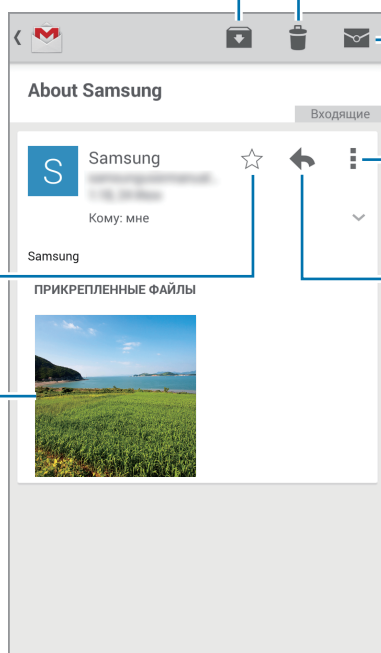 About Samsung
Входящие
S
Samsung
Кому: мне
Samsung
ПРИКРЕПЛЕННЫЕ ФАЙЛЫ